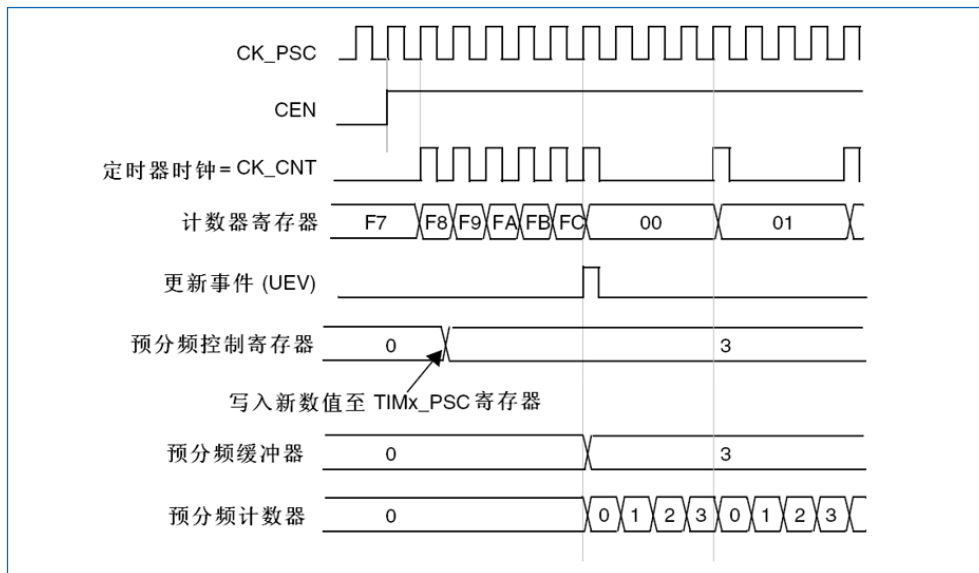 CK_PSC
CEN
定时器时钟= CK_CNT
计数器寄存器 F7 F8 F9 FA FB FC 00 01
更新事件 (UEV)
预分频控制寄存器 0 3
写入新数值至 TIMx_PSC 寄存器
预分频缓冲器 0 3
预分频计数器 0 0 1 2 3 0 1 2 3